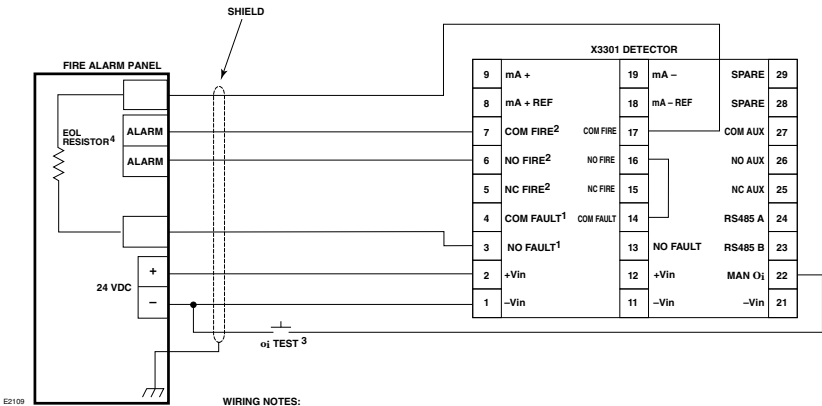 SHIELD
X3301 DETECTOR
FIRE ALARM PANEL
EOL
RESISTOR4
ALARM
ALARM
24 VDC
+
–
9 mA + 19 mA – SPARE 29
8 mA + REF 18 mA – REF SPARE 28
7 COM FIRE2 COM FIRE 17 COM AUX 27
6 NO FIRE2 NO FIRE 16 NO AUX 26
5 NC FIRE2 NC FIRE 15 NC AUX 25
4 COM FAULT1 COM FAULT 14 RS485 A 24
3 NO FAULT1 13 NO FAULT RS485 B 23
2 +Vin 12 +Vin MAN Oi 22
1 –Vin 11 –Vin –Vin 21
oi TEST 3
E2109
WIRING NOTES: